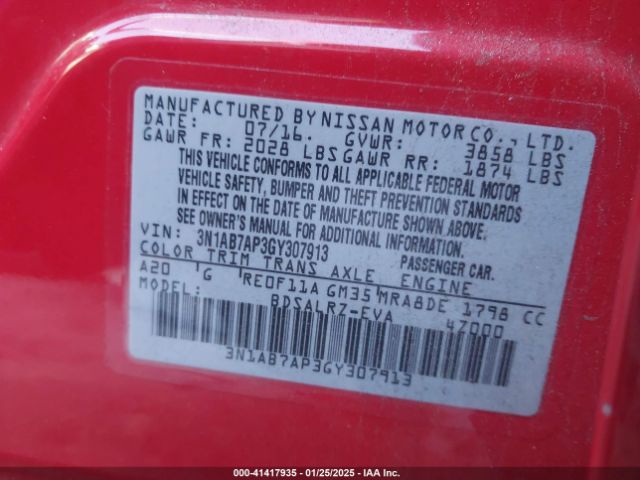 MANUFACTURED BY NISSAN MOTOR CO., LTD.
DATE: 07/16. GVWR: 3858 LBS
GAWR FR: 2028 LBS GAWR RR: 1874 LBS
THIS VEHICLE CONFORMS TO ALL APPLICABLE FEDERAL MOTOR
VEHICLE SAFETY, BUMPER AND THEFT PREVENTION STANDARDS
IN EFFECT ON THE DATE OF MANUFACTURE SHOWN ABOVE.
SEE OWNER'S MANUAL FOR ADDITIONAL INFORMATION.
VIN: 3N1AB7AP3GY307913 PASSENGER CAR.
COLOR TRIM TRANS AXLE ENGINE
A20 G RE0F11A GM35 MRA8DE 1798 CC
MODEL: BDSALRZ-EVA 4Z000
3N1AB7AP3GY307913
000-41417935 - 01/25/2025 - IAA Inc.